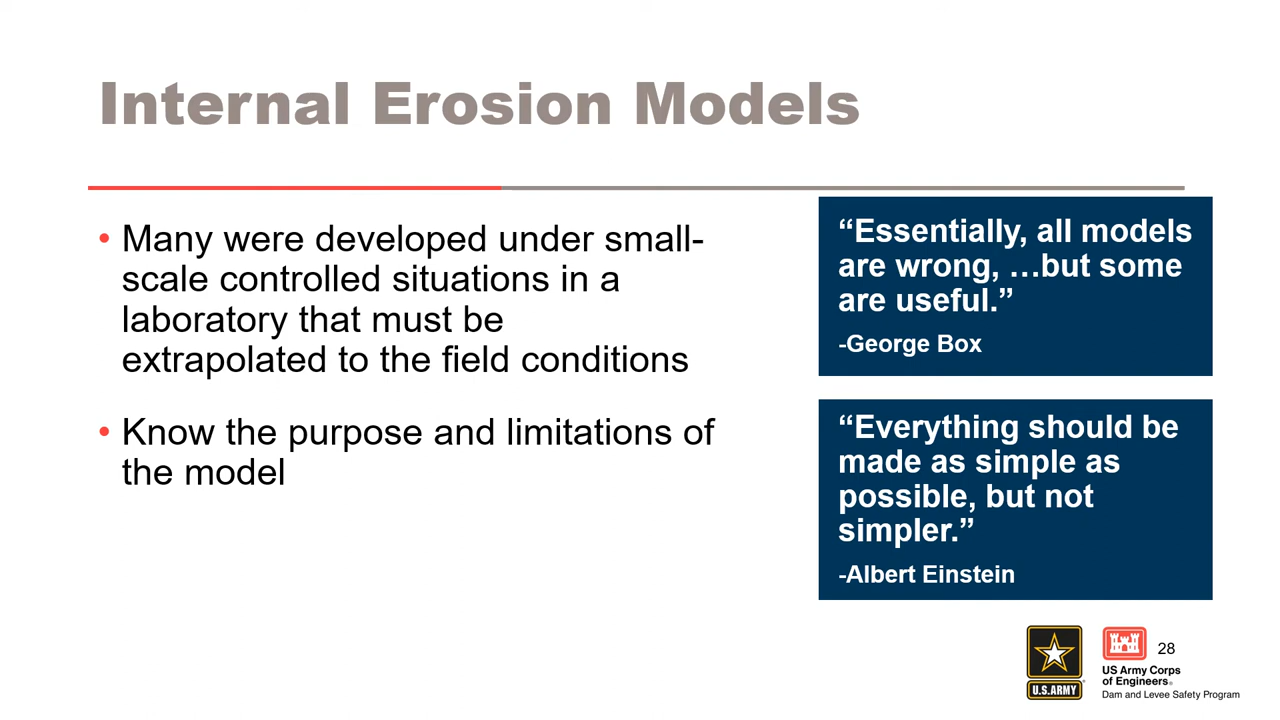 Internal Erosion Models
• Many were developed under small-
scale controlled situations in a
laboratory that must be
extrapolated to the field conditions
• Know the purpose and limitations of
the model
“Essentially, all models
are wrong, …but some
are useful.”
-George Box
“Everything should be
made as simple as
possible, but not
simpler.”
-Albert Einstein
U.S.ARMY
28
US Army Corps
of Engineers®
Dam and Levee Safety Program